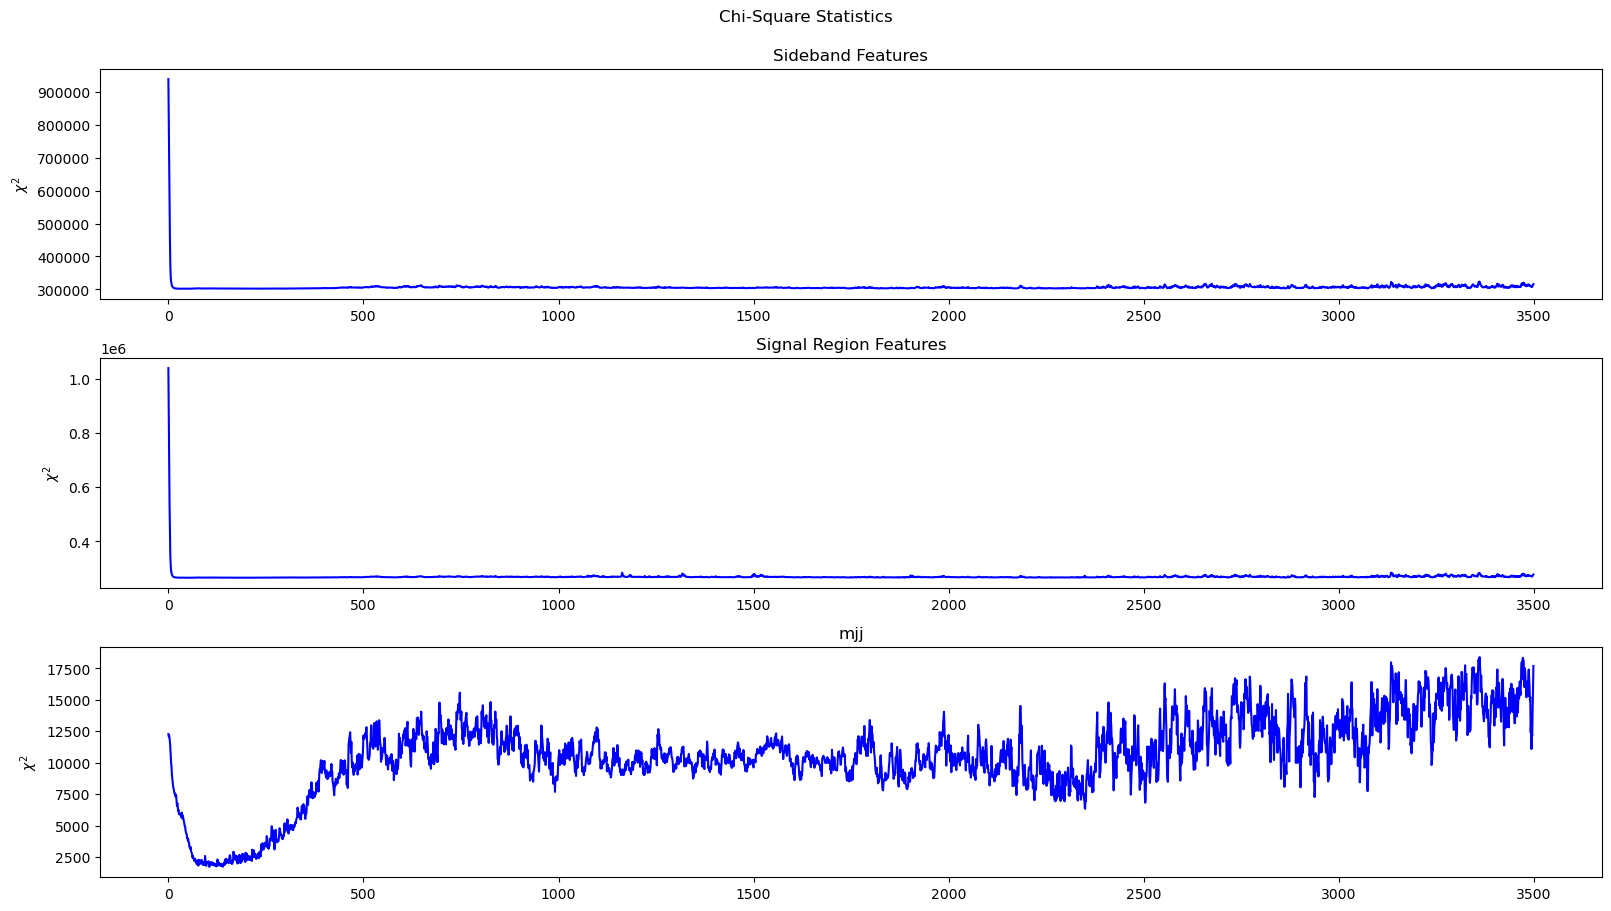 Chi-Square Statistics
Sideband Features
900000
800000
700000
600000
500000
400000
300000
χ²
0 500 1000 1500 2000 2500 3000 3500
Signal Region Features
1e6
1.0
0.8
0.6
0.4
χ²
0 500 1000 1500 2000 2500 3000 3500
mjj
17500
15000
12500
10000
7500
5000
2500
χ²
0 500 1000 1500 2000 2500 3000 3500